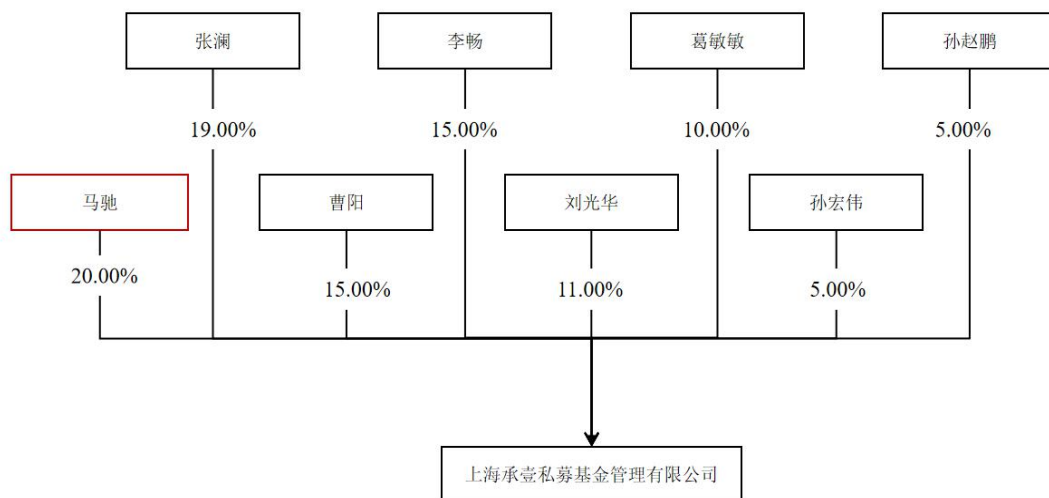 张澜
李畅
葛敏敏
孙赵鹏
19.00%
15.00%
10.00%
5.00%
马驰
曹阳
刘光华
孙宏伟
20.00%
15.00%
11.00%
5.00%
上海承壹私募基金管理有限公司